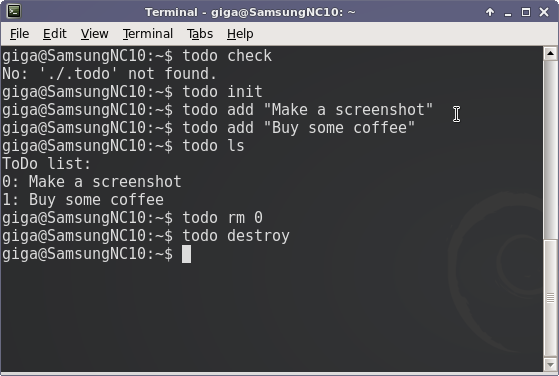 Terminal - giga@SamsungNC10: ~
File Edit View Terminal Tabs Help
giga@SamsungNC10:~$ todo check
No: './.todo' not found.
giga@SamsungNC10:~$ todo init
giga@SamsungNC10:~$ todo add "Make a screenshot"
giga@SamsungNC10:~$ todo add "Buy some coffee"
giga@SamsungNC10:~$ todo ls
ToDo list:
0: Make a screenshot
1: Buy some coffee
giga@SamsungNC10:~$ todo rm 0
giga@SamsungNC10:~$ todo destroy
giga@SamsungNC10:~$